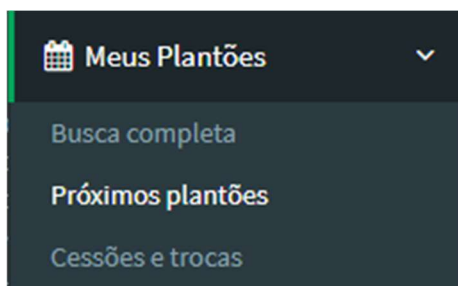 Meus Plantões
Busca completa
Próximos plantões
Cessões e trocas